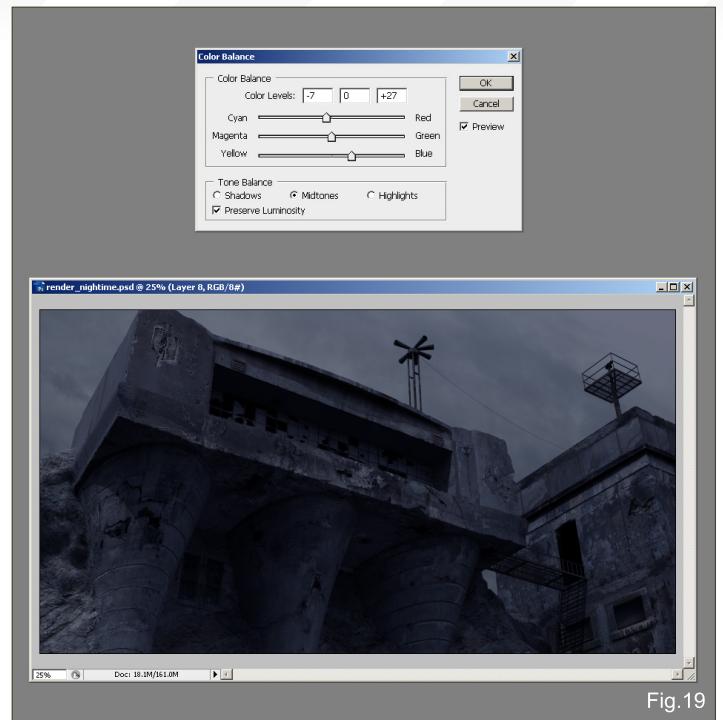 Color Balance
Color Balance
Color Levels: -7 0 +27
Cyan Red
Magenta Green
Yellow Blue
Tone Balance
Shadows Midtones Highlights
Preserve Luminosity
OK
Cancel
Preview
render_nightime.psd @ 25% (Layer 8, RGB/8#)
25% Doc: 18.1M/161.0M
Fig.19